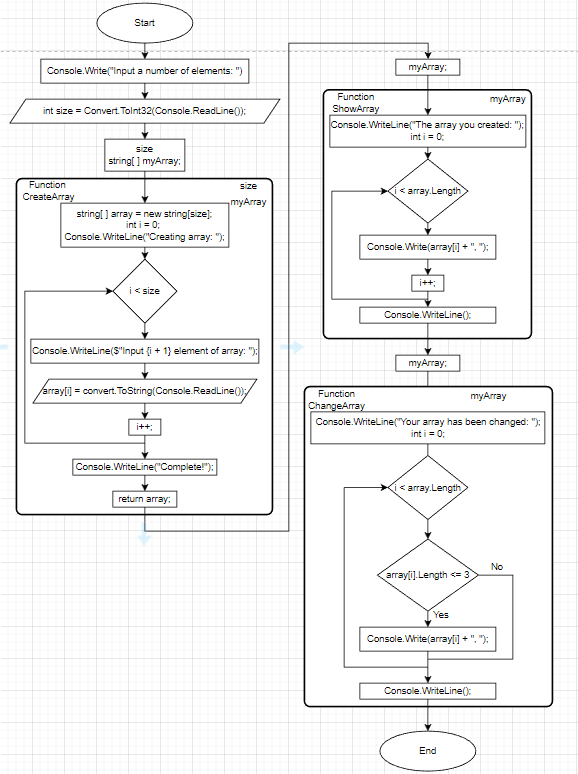 Start
Console.Write("Input a number of elements: ")
int size = Convert.ToInt32(Console.ReadLine());
size
string[ ] myArray;
Function
CreateArray
size
myArray
string[ ] array = new string[size];
int i = 0;
Console.WriteLine("Creating array: ");
i < size
Console.WriteLine($"Input {i + 1} element of array: ");
array[i] = convert.ToString(Console.ReadLine());
i++;
Console.WriteLine("Complete!");
return array;
myArray;
Function
ShowArray
myArray
Console.WriteLine("The array you created: ");
int i = 0;
i < array.Length
Console.Write(array[i] + ", ");
i++;
Console.WriteLine();
myArray;
Function
ChangeArray
myArray
Console.WriteLine("Your array has been changed: ");
int i = 0;
i < array.Length
array[i].Length <= 3
No
Yes
Console.Write(array[i] + ", ");
Console.WriteLine();
End